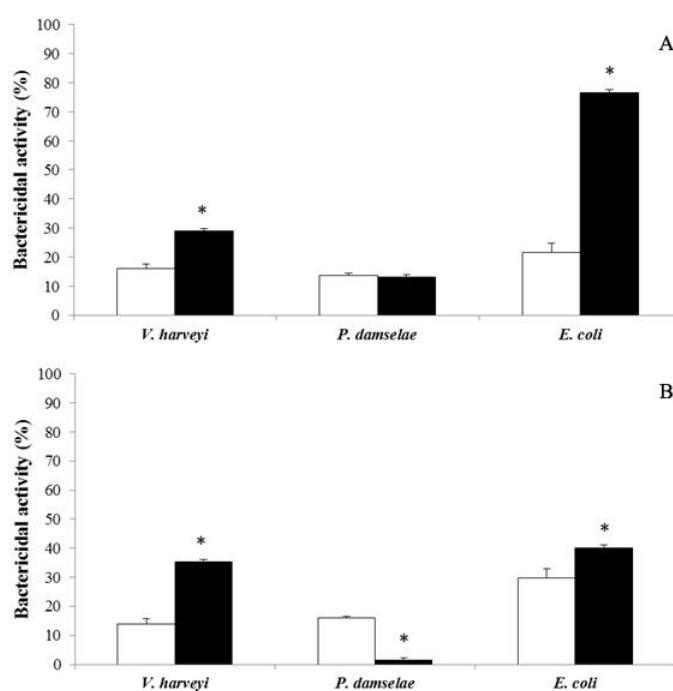 A
Bactericidal activity (%)
100
90
80
70
60
50
40
30
20
10
0
*
*
V. harveyi
P. damselae
E. coli
B
Bactericidal activity (%)
100
90
80
70
60
50
40
30
20
10
0
*
*
*
V. harveyi
P. damselae
E. coli